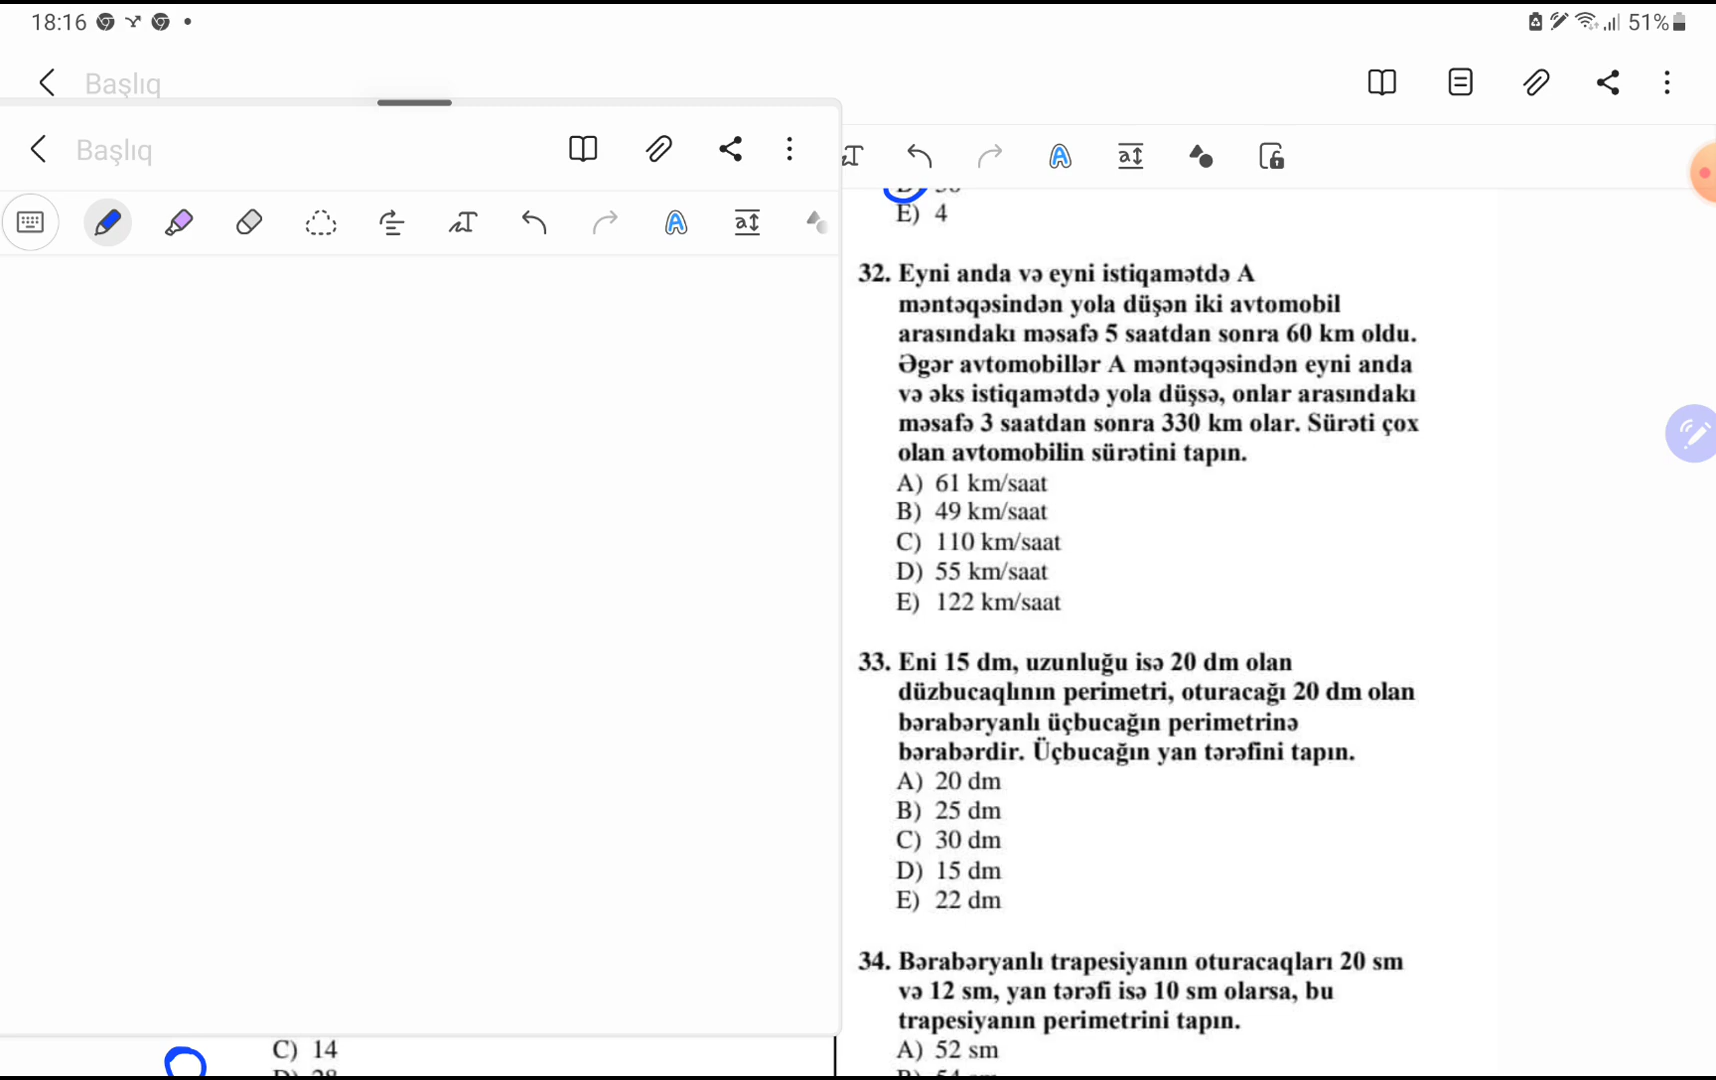 18:16
51%
Başlıq
Başlıq
E) 4
32. Eyni anda və eyni istiqamətdə A
məntəqəsindən yola düşən iki avtomobil
arasındakı məsafə 5 saatdan sonra 60 km oldu.
Əgər avtomobillər A məntəqəsindən eyni anda
və əks istiqamətdə yola düşsə, onlar arasındakı
məsafə 3 saatdan sonra 330 km olar. Sürəti çox
olan avtomobilin sürətini tapın.
A) 61 km/saat
B) 49 km/saat
C) 110 km/saat
D) 55 km/saat
E) 122 km/saat
33. Eni 15 dm, uzunluğu isə 20 dm olan
düzbucaqlının perimetri, oturacağı 20 dm olan
bərabəryanlı üçbucağın perimetrinə
bərabərdir. Üçbucağın yan tərəfini tapın.
A) 20 dm
B) 25 dm
C) 30 dm
D) 15 dm
E) 22 dm
34. Bərabəryanlı trapesiyanın oturacaqları 20 sm
və 12 sm, yan tərəfi isə 10 sm olarsa, bu
trapesiyanın perimetrini tapın.
A) 52 sm
C) 14